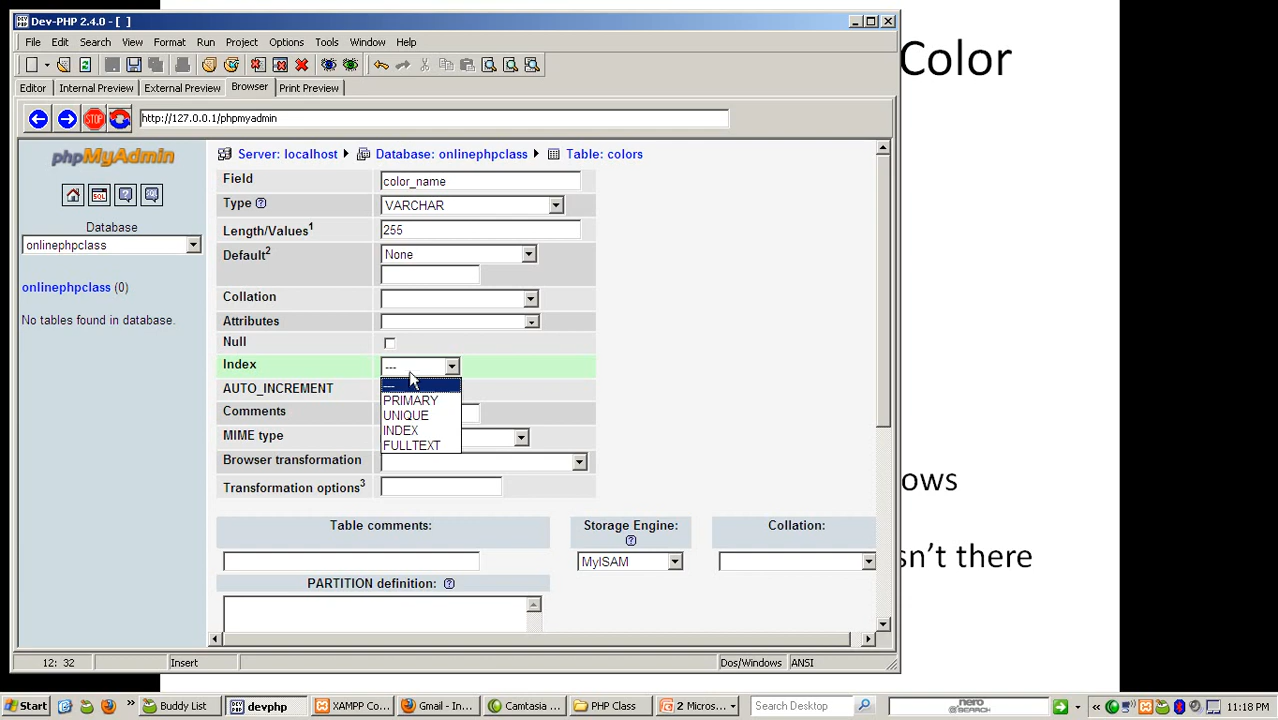 Dev-PHP 2.4.0 - [ ]
File Edit Search View Format Run Project Options Tools Window Help
Editor Internal Preview External Preview Browser Print Preview
STOP http://127.0.0.1/phpmyadmin
phpMyAdmin
SQL
Database
onlinephpclass
onlinephpclass (0)
No tables found in database.
Server: localhost Database: onlinephpclass Table: colors
Field color_name
Type VARCHAR
Length/Values1 255
Default2 None
Collation
Attributes
Null
Index ---
---
PRIMARY
UNIQUE
INDEX
FULLTEXT
AUTO_INCREMENT
Comments
MIME type
Browser transformation
Transformation options3
Table comments: Storage Engine: Collation:
MyISAM
PARTITION definition:
12: 32 Insert Dos/Windows ANSI
Color
ows
sn't there
Start Buddy List devphp XAMPP Co... Gmail - ... Camtasia ... PHP Class 2 Micros... Search Desktop nero SEARCH 11:18 PM